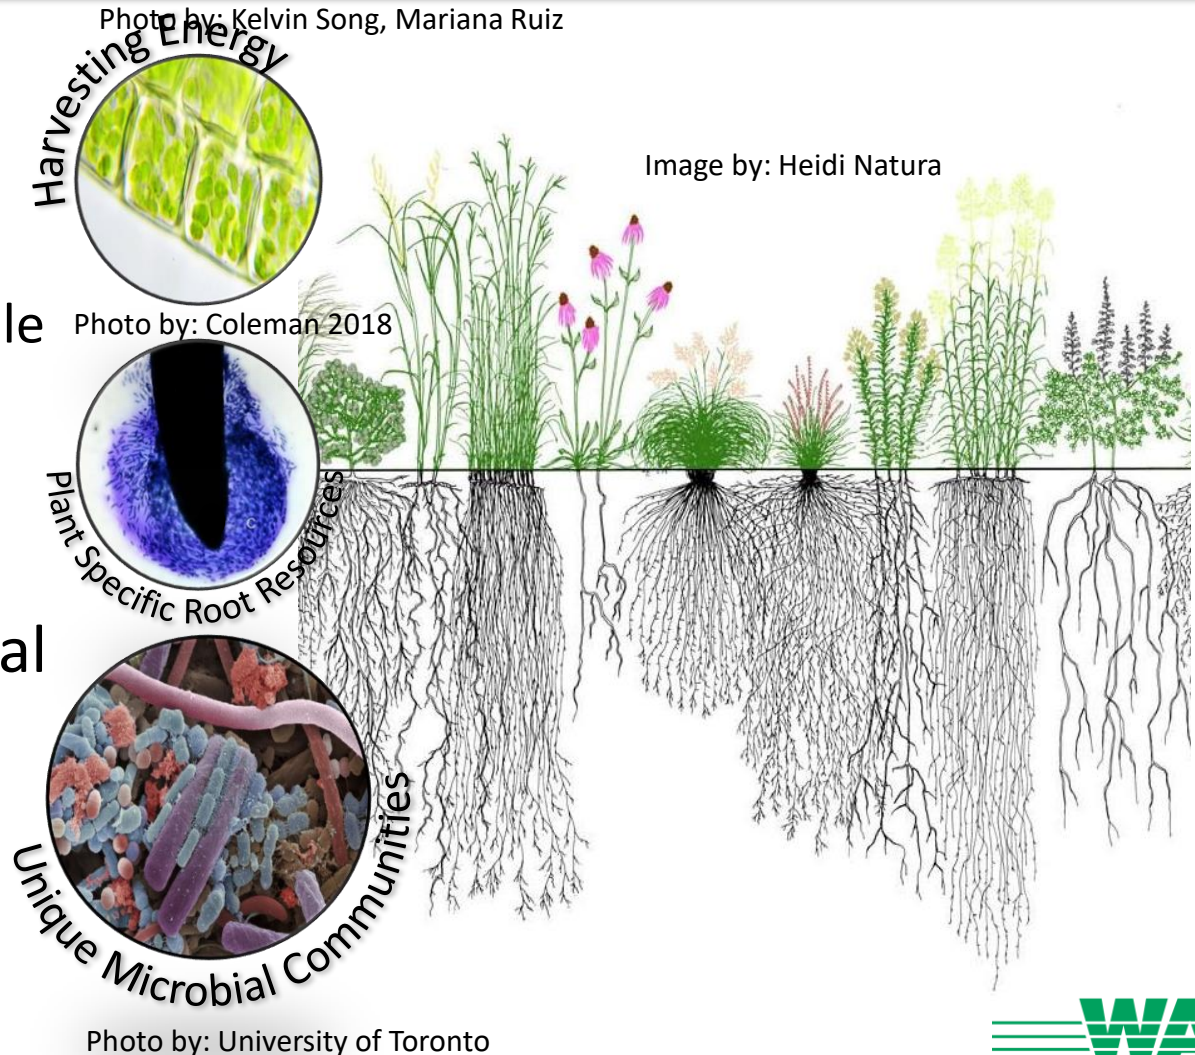 Photo by: Kelvin Song, Mariana Ruiz
Harvesting Energy
Image by: Heidi Natura
le
Photo by: Coleman 2018
c
Plant Specific Root Resources
al
Unique Microbial Communities
WA
Photo by: University of Toronto